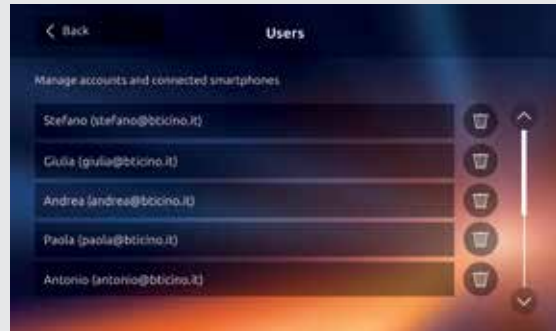 Back
Users
Manage accounts and connected smartphones
Stefano (stefano@bticino.it)
Giulia (giulia@bticino.it)
Andrea (andrea@bticino.it)
Paola (paola@bticino.it)
Antonio (antonio@bticino.it)